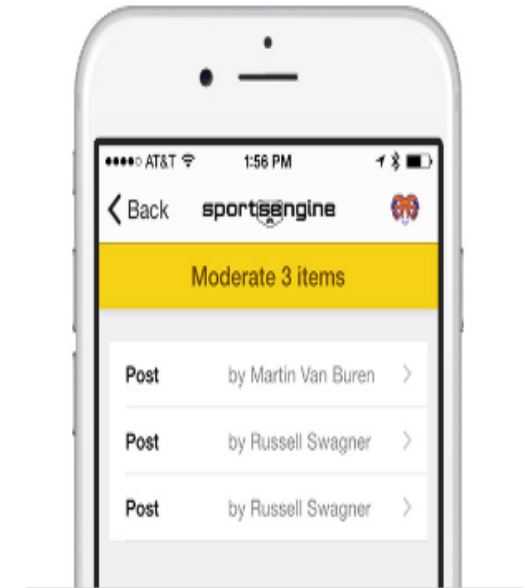 AT&T 1:56 PM
Back sportsengine
Moderate 3 items
Post by Martin Van Buren
Post by Russell Swagner
Post by Russell Swagner